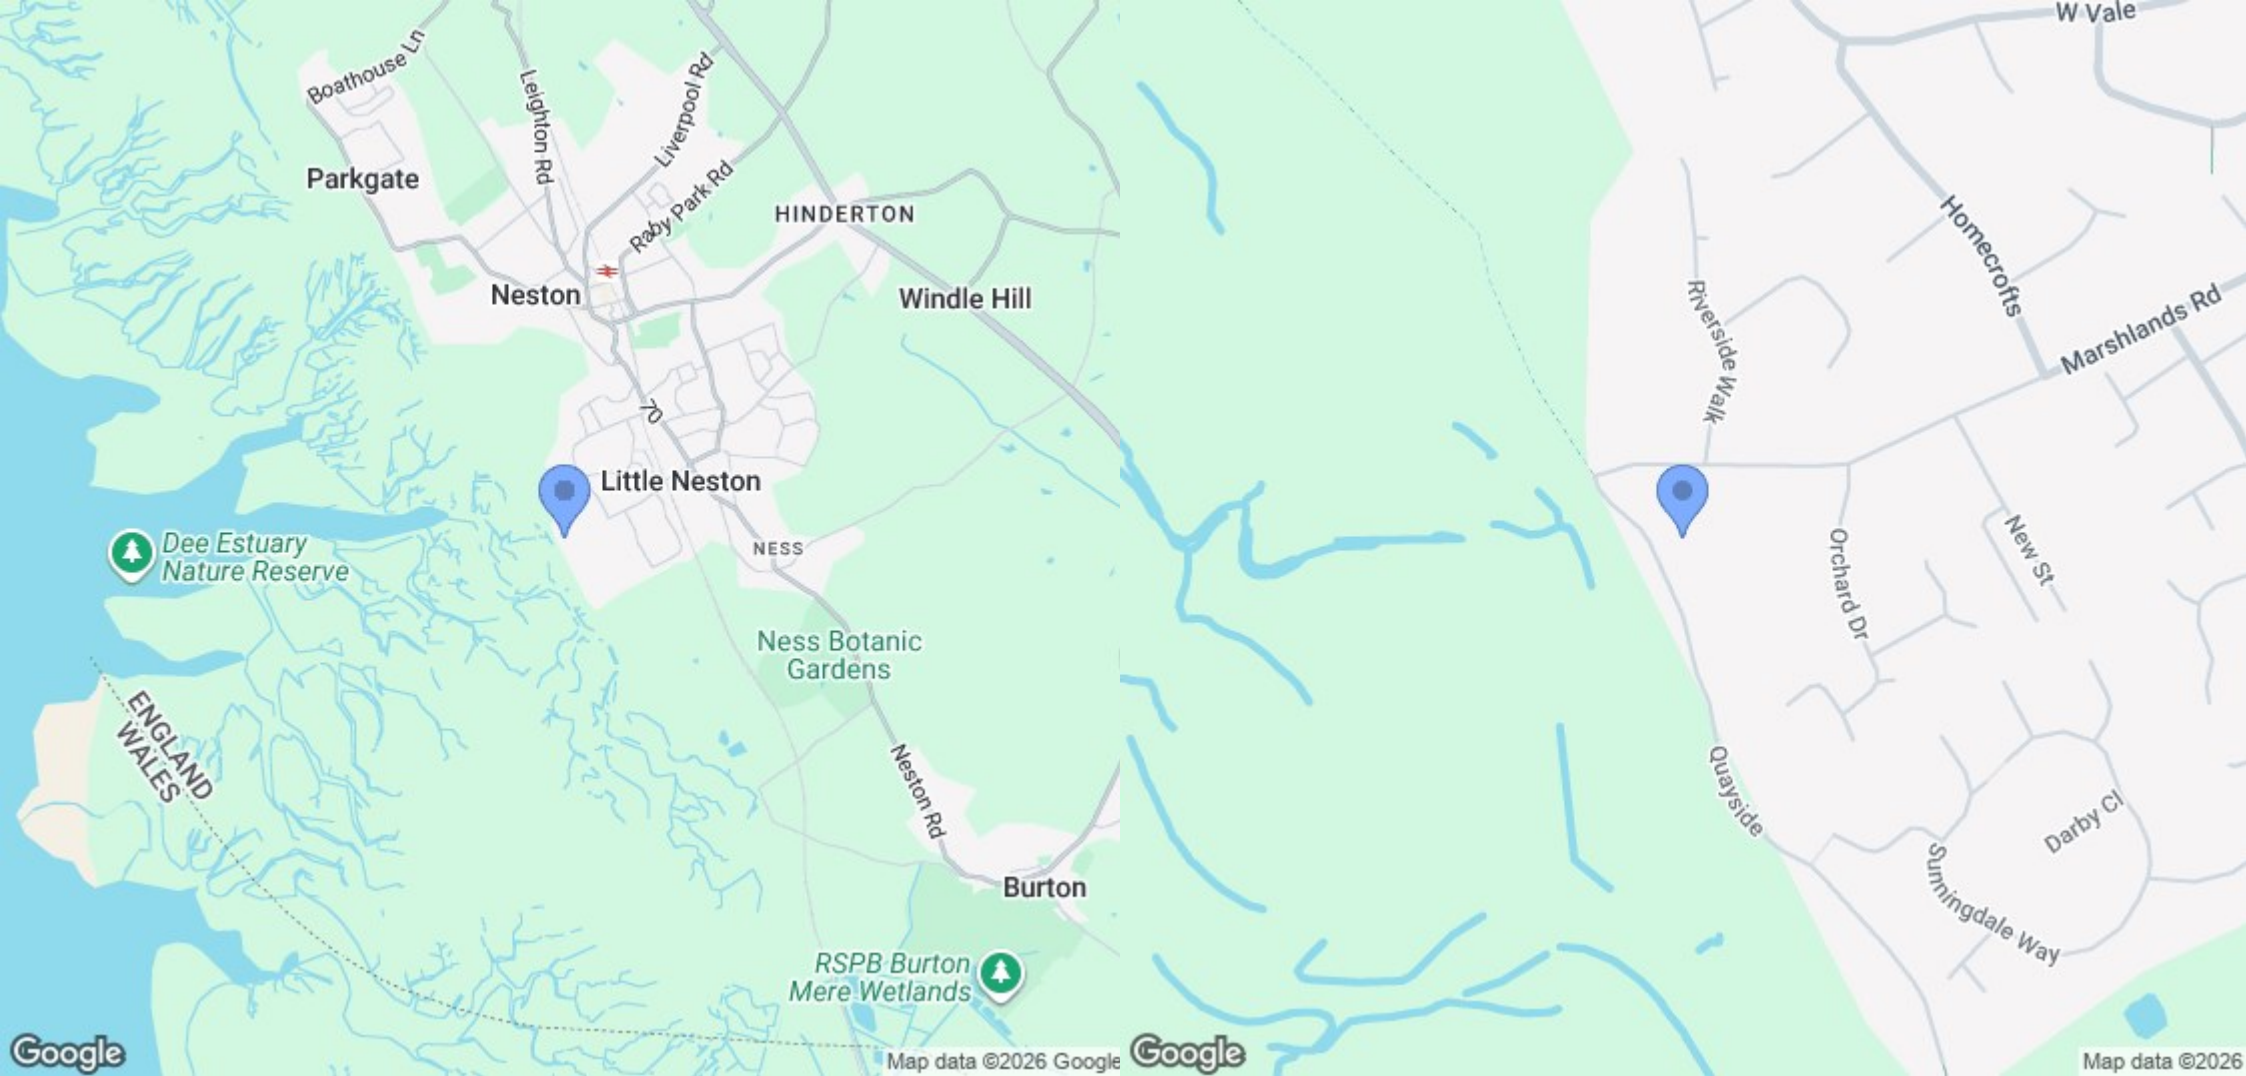 Boathouse Ln
Leighton Rd
Liverpool Rd
Parkgate
Raby Park Rd
HINDERTON
Neston
Windle Hill
70
Little Neston
Dee Estuary
Nature Reserve
NESS
Ness Botanic
Gardens
ENGLAND
WALES
Neston Rd
Burton
RSPB Burton
Mere Wetlands
Google
Map data ©2026 Google
W Vale
Homecrofts
Riverside Walk
Marshlands Rd
New St
Orchard Dr
Quayside
Darby Cl
Sunningdale Way
Google
Map data ©2026